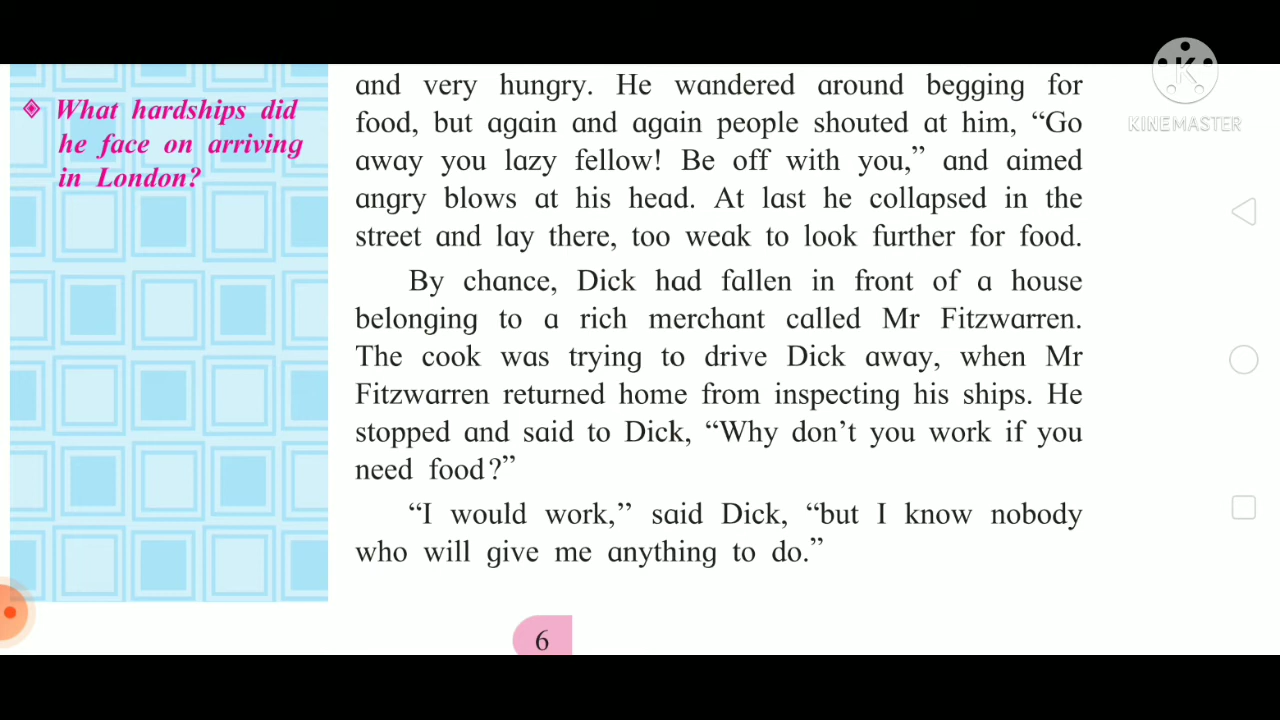 What hardships did
he face on arriving
in London?
and very hungry. He wandered around begging for
food, but again and again people shouted at him, “Go
away you lazy fellow! Be off with you,” and aimed
angry blows at his head. At last he collapsed in the
street and lay there, too weak to look further for food.
By chance, Dick had fallen in front of a house
belonging to a rich merchant called Mr Fitzwarren.
The cook was trying to drive Dick away, when Mr
Fitzwarren returned home from inspecting his ships. He
stopped and said to Dick, “Why don’t you work if you
need food?”
“I would work,” said Dick, “but I know nobody
who will give me anything to do.”
6
K
KINEMASTER